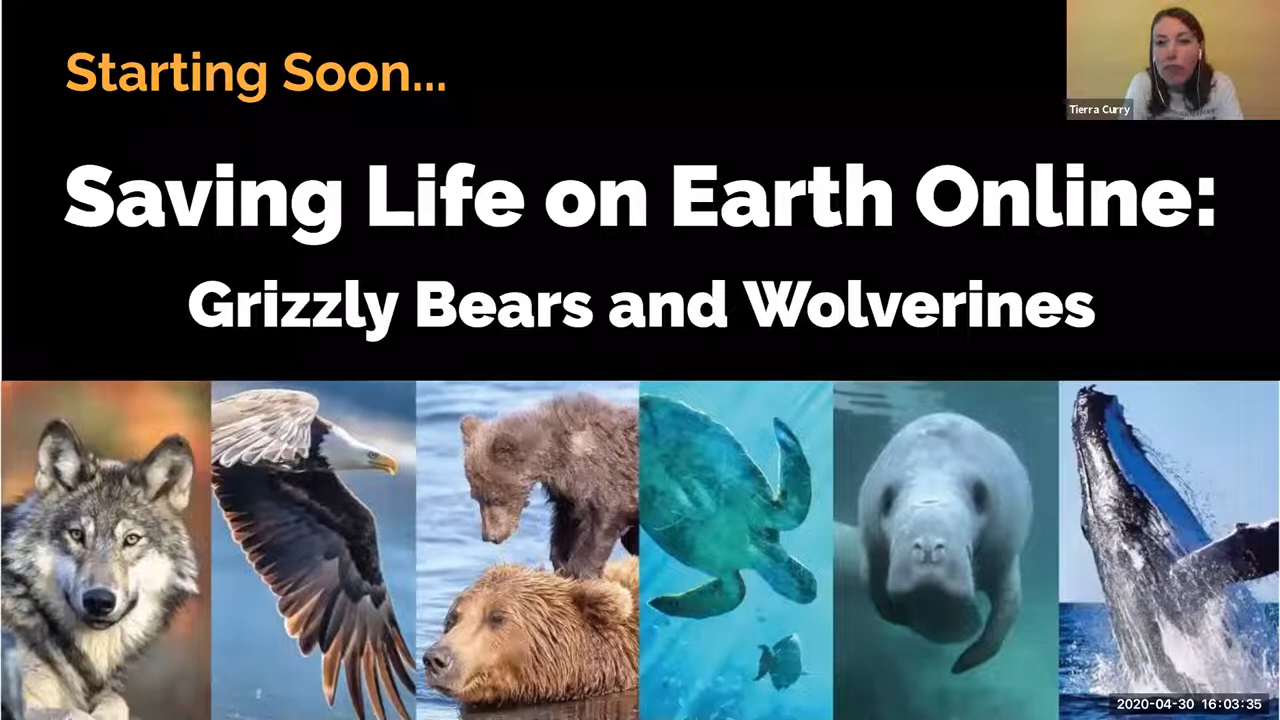 Starting Soon...
Tierra Curry
Saving Life on Earth Online:
Grizzly Bears and Wolverines
2020-04-30 16:03:35